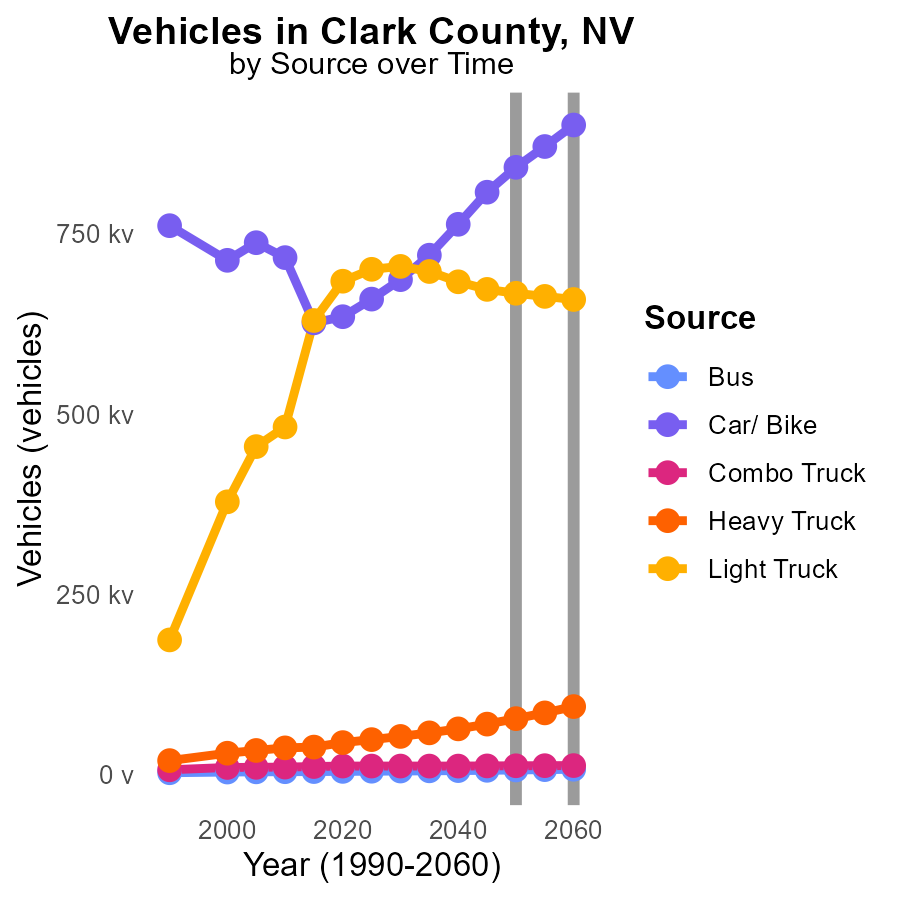 Vehicles in Clark County, NV
by Source over Time
Vehicles (vehicles)
750 kv
500 kv
250 kv
0 v
2000 2020 2040 2060
Year (1990-2060)
Source
Bus
Car/ Bike
Combo Truck
Heavy Truck
Light Truck